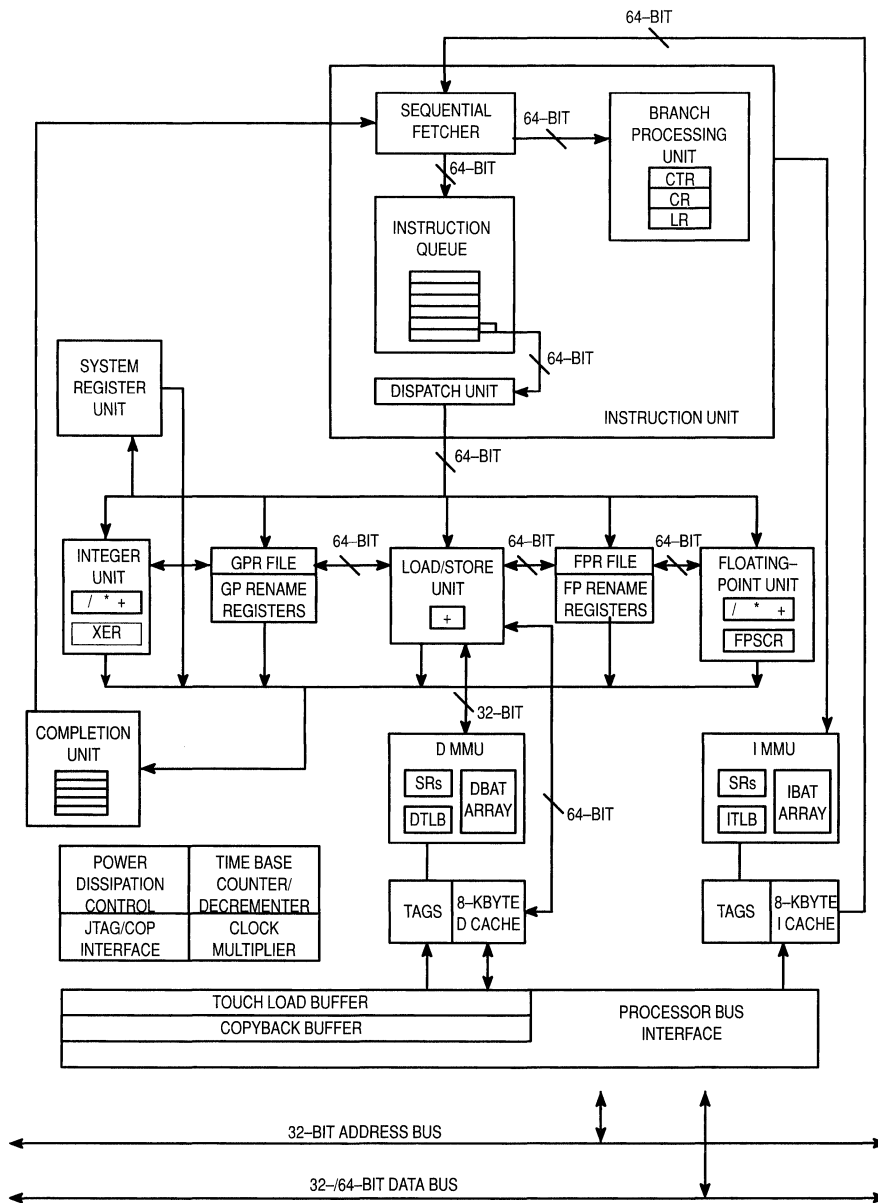 64–BIT
SEQUENTIAL
FETCHER
64–BIT
BRANCH
PROCESSING
UNIT
CTR
CR
LR
64–BIT
INSTRUCTION
QUEUE
64–BIT
DISPATCH UNIT
INSTRUCTION UNIT
SYSTEM
REGISTER
UNIT
64–BIT
INTEGER
UNIT
/ * +
XER
GPR FILE
GP RENAME
REGISTERS
64–BIT
LOAD/STORE
UNIT
+
64–BIT
FPR FILE
FP RENAME
REGISTERS
64–BIT
FLOATING–
POINT UNIT
/ * +
FPSCR
32–BIT
COMPLETION
UNIT
D MMU
SRs
DTLB
DBAT
ARRAY
64–BIT
I MMU
SRs
ITLB
IBAT
ARRAY
POWER
DISSIPATION
CONTROL
TIME BASE
COUNTER/
DECREMENTER
JTAG/COP
INTERFACE
CLOCK
MULTIPLIER
TAGS
8–KBYTE
D CACHE
TAGS
8–KBYTE
I CACHE
TOUCH LOAD BUFFER
COPYBACK BUFFER
PROCESSOR BUS
INTERFACE
32–BIT ADDRESS BUS
32–/64–BIT DATA BUS